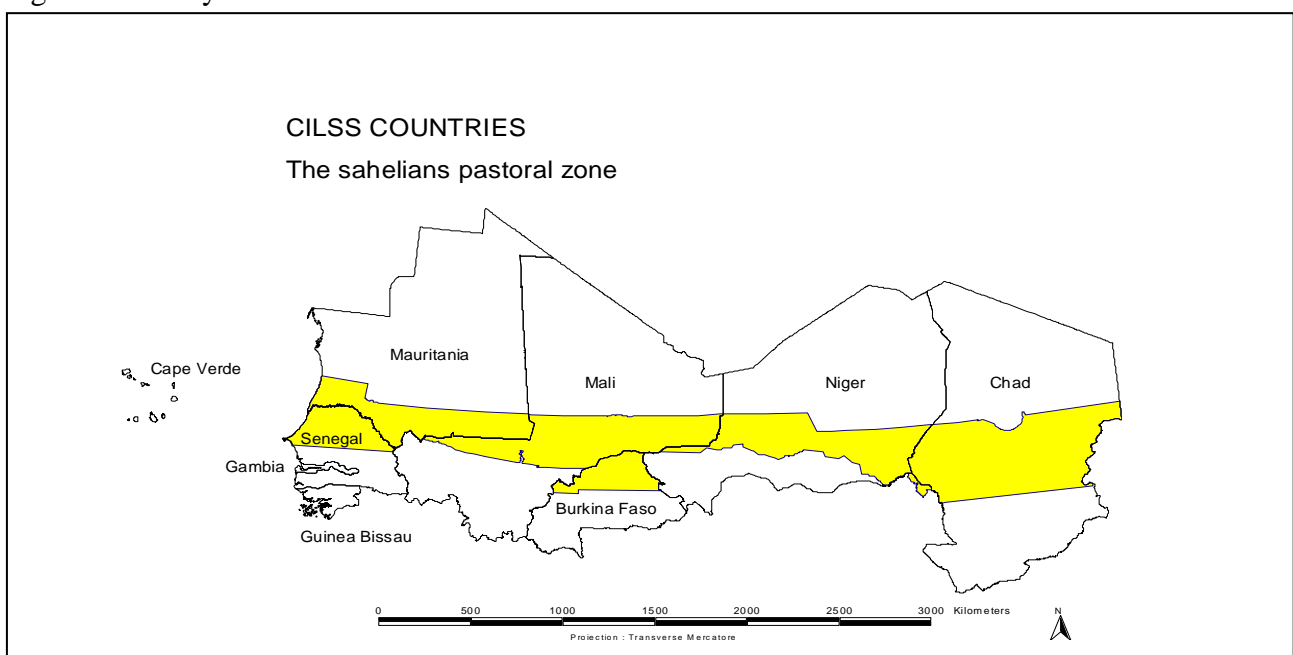 CILSS COUNTRIES
The sahelians pastoral zone
Mauritania
Cape Verde
Mali
Niger
Chad
Senegal
Gambia
Burkina Faso
Guinea Bissau
0 500 1000 1500 2000 2500 3000 Kilometers
N
Projection : Transverse Mercatore